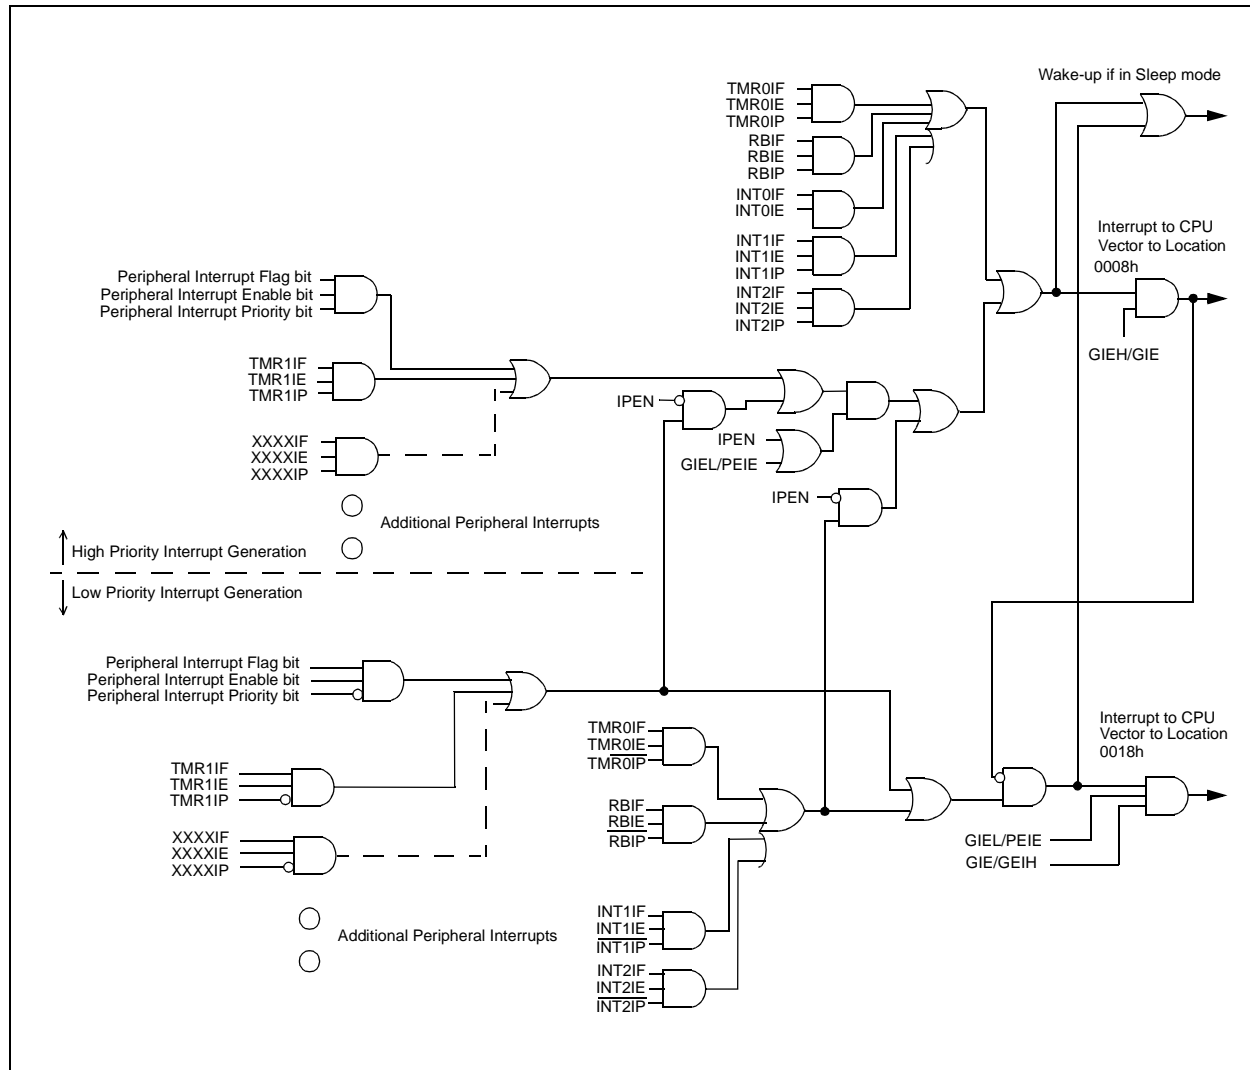 Wake-up if in Sleep mode
TMR0IF
TMR0IE
TMR0IP
RBIF
RBIE
RBIP
INT0IF
INT0IE
INT1IF
INT1IE
INT1IP
INT2IF
INT2IE
INT2IP
Interrupt to CPU
Vector to Location
0008h
GIEH/GIE
Peripheral Interrupt Flag bit
Peripheral Interrupt Enable bit
Peripheral Interrupt Priority bit
TMR1IF
TMR1IE
TMR1IP
XXXXIF
XXXXIE
XXXXIP
IPEN
IPEN
GIEL/PEIE
IPEN
Additional Peripheral Interrupts
High Priority Interrupt Generation
Low Priority Interrupt Generation
Peripheral Interrupt Flag bit
Peripheral Interrupt Enable bit
Peripheral Interrupt Priority bit
TMR1IF
TMR1IE
TMR1IP
XXXXIF
XXXXIE
XXXXIP
Additional Peripheral Interrupts
TMR0IF
TMR0IE
TMR0IP
RBIF
RBIE
RBIP
INT1IF
INT1IE
INT1IP
INT2IF
INT2IE
INT2IP
Interrupt to CPU
Vector to Location
0018h
GIEL/PEIE
GIE/GEIH